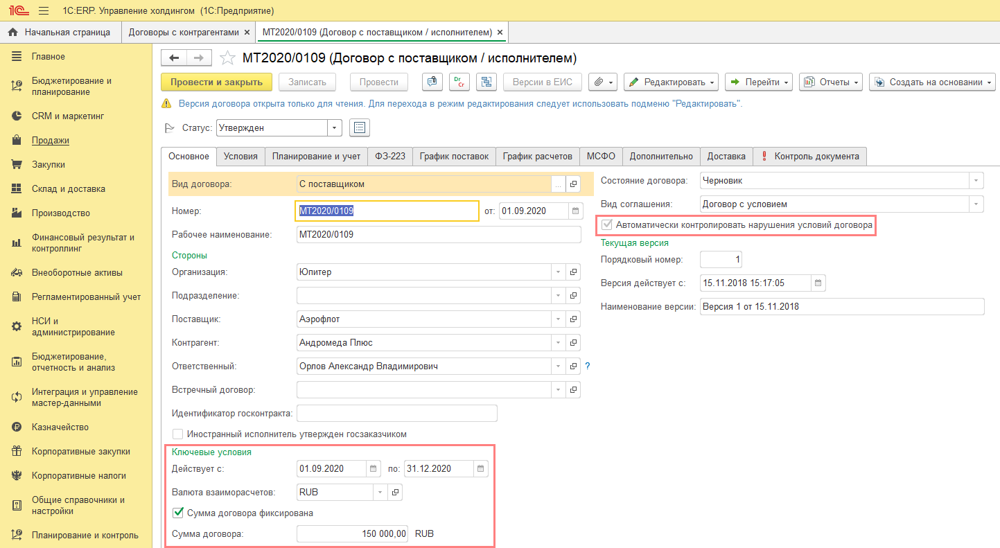 1С 1С:ERP. Управление холдингом (1С:Предприятие)
Начальная страница Договоры с контрагентами × МТ2020/0109 (Договор с поставщиком / исполнителем) ×
Главное
Бюджетирование и
планирование
CRM и маркетинг
Продажи
Закупки
Склад и доставка
Производство
Финансовый результат и
контроллинг
Внеоборотные активы
Регламентированный учет
НСИ и
администрирование
Бюджетирование,
отчетность и анализ
Интеграция и управление
мастер-данными
Казначейство
Корпоративные закупки
Корпоративные налоги
Общие справочники и
настройки
Планирование и контроль
МТ2020/0109 (Договор с поставщиком / исполнителем)
Провести и закрыть Записать Провести Dr Cr Версии в ЕИС Редактировать Перейти Отчеты Создать на основании
Версия договора открыта только для чтения. Для перехода в режим редактирования следует использовать подменю "Редактировать".
Статус: Утвержден
Основное Условия Планирование и учет ФЗ-223 График поставок График расчетов МСФО Дополнительно Доставка Контроль документа
Вид договора: С поставщиком ...
Номер: МТ2020/0109 от: 01.09.2020
Рабочее наименование: МТ2020/0109
Стороны
Организация: Юпитер
Подразделение:
Поставщик: Аэрофлот
Контрагент: Андромеда Плюс
Ответственный: Орлов Александр Владимирович ?
Встречный договор:
Идентификатор госконтракта:
Иностранный исполнитель утвержден госзаказчиком
Ключевые условия
Действует с: 01.09.2020 по: 31.12.2020
Валюта взаиморасчетов: RUB
Сумма договора фиксирована
Сумма договора: 150 000,00 RUB
Состояние договора: Черновик
Вид соглашения: Договор с условием
Автоматически контролировать нарушения условий договора
Текущая версия
Порядковый номер: 1
Версия действует с: 15.11.2018 15:17:05
Наименование версии: Версия 1 от 15.11.2018